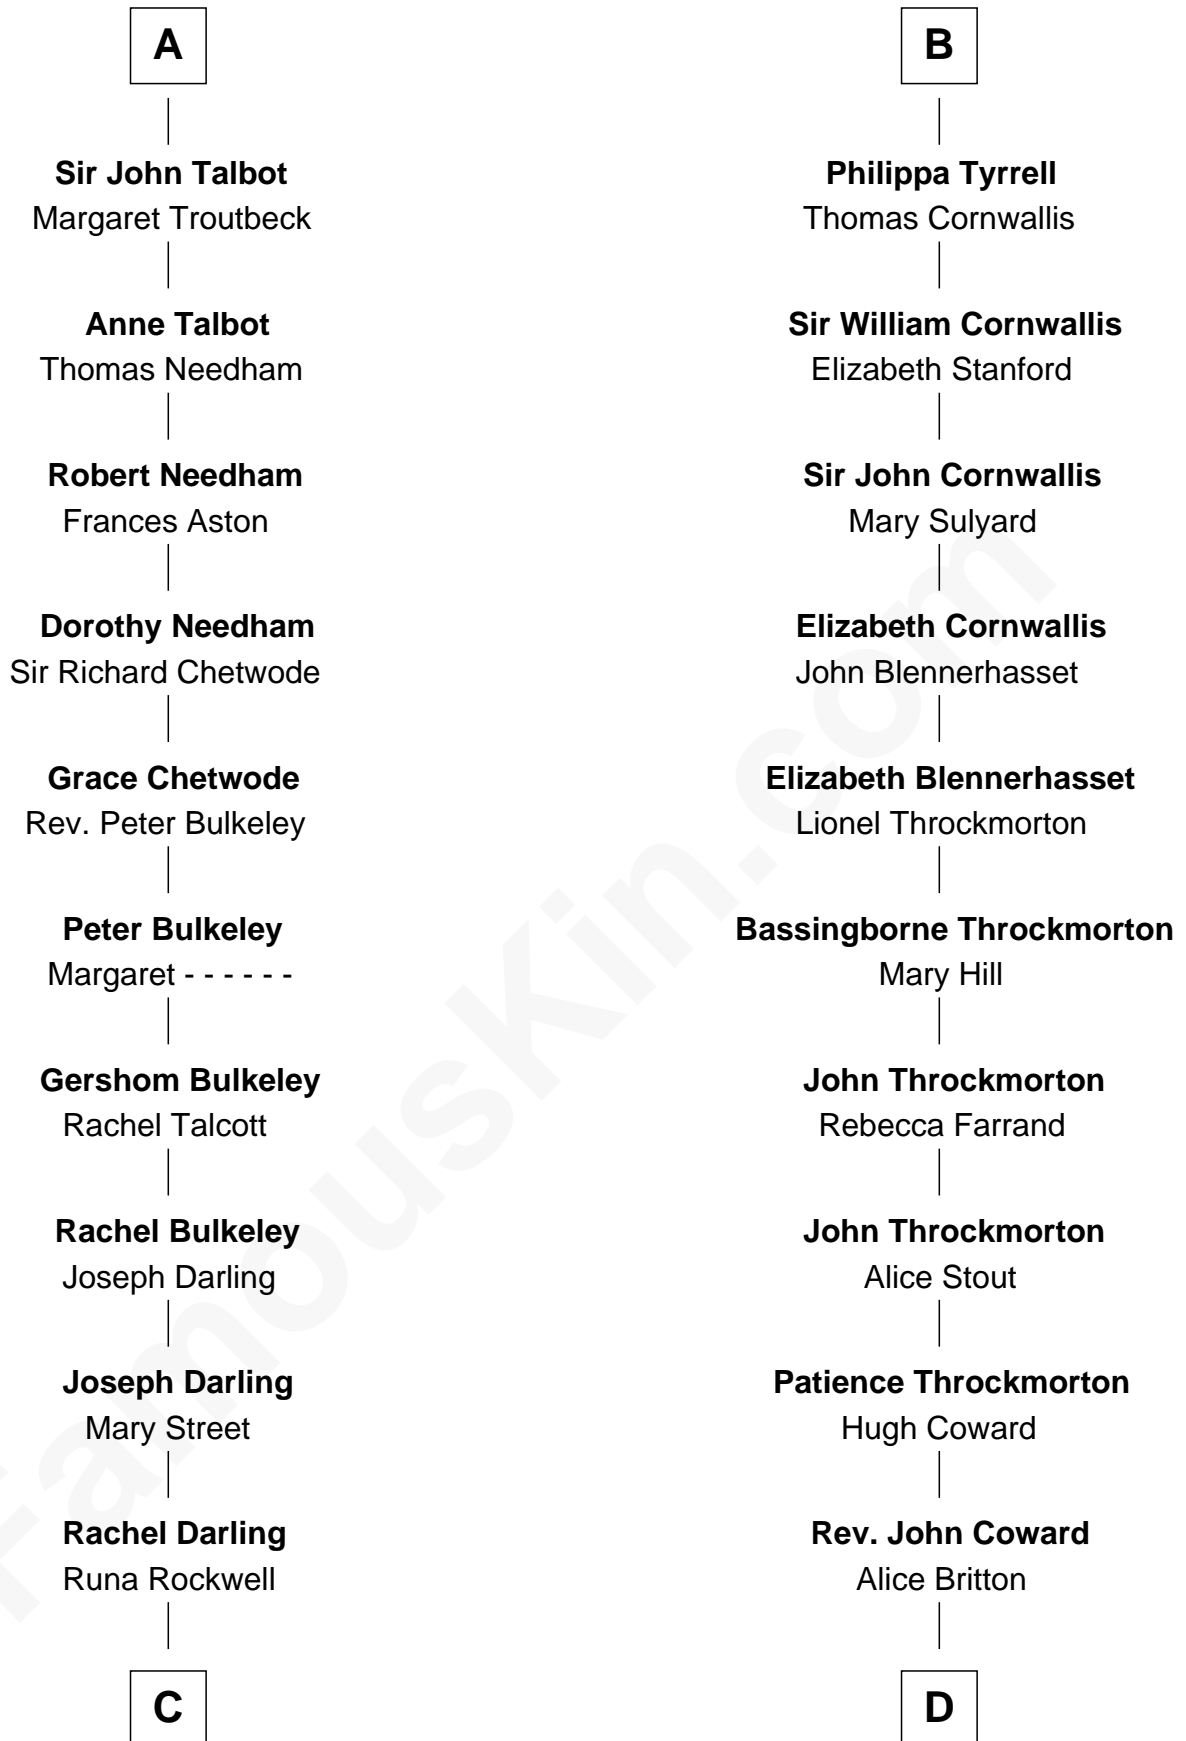 A
Sir John Talbot
Margaret Troutbeck
Anne Talbot
Thomas Needham
Robert Needham
Frances Aston
Dorothy Needham
Sir Richard Chetwode
Grace Chetwode
Rev. Peter Bulkeley
Peter Bulkeley
Margaret - - - - - -
Gershom Bulkeley
Rachel Talcott
Rachel Bulkeley
Joseph Darling
Joseph Darling
Mary Street
Rachel Darling
Runa Rockwell
C
B
Philippa Tyrrell
Thomas Cornwallis
Sir William Cornwallis
Elizabeth Stanford
Sir John Cornwallis
Mary Sulyard
Elizabeth Cornwallis
John Blennerhasset
Elizabeth Blennerhasset
Lionel Throckmorton
Bassingborne Throckmorton
Mary Hill
John Throckmorton
Rebecca Farrand
John Throckmorton
Alice Stout
Patience Throckmorton
Hugh Coward
Rev. John Coward
Alice Britton
D
FamousKin.com